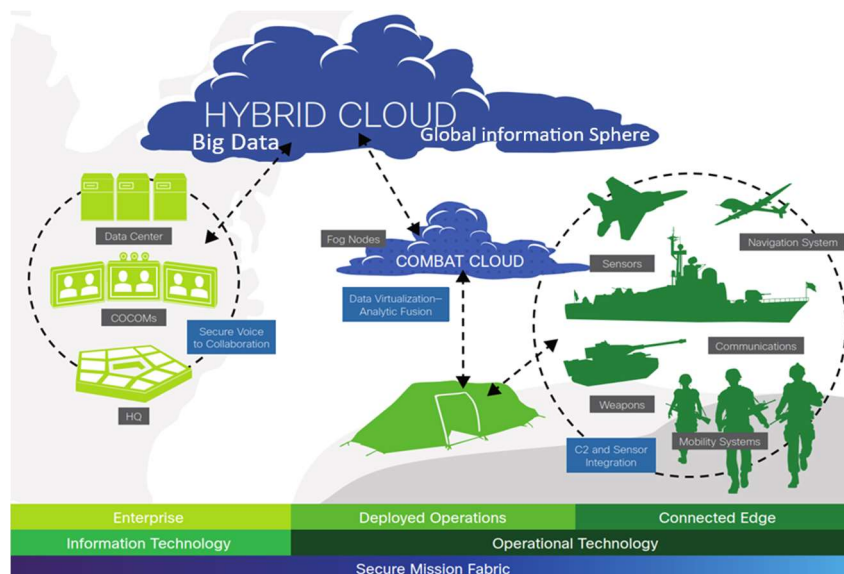 HYBRID CLOUD
Big Data
Global information Sphere
Data Center
COCOMs
Secure Voice
to Collaboration
HQ
Fog Nodes
COMBAT CLOUD
Data Virtualization–
Analytic Fusion
Sensors
Navigation System
Communications
Weapons
Mobility Systems
C2 and Sensor
Integration
Enterprise
Deployed Operations
Connected Edge
Information Technology
Operational Technology
Secure Mission Fabric